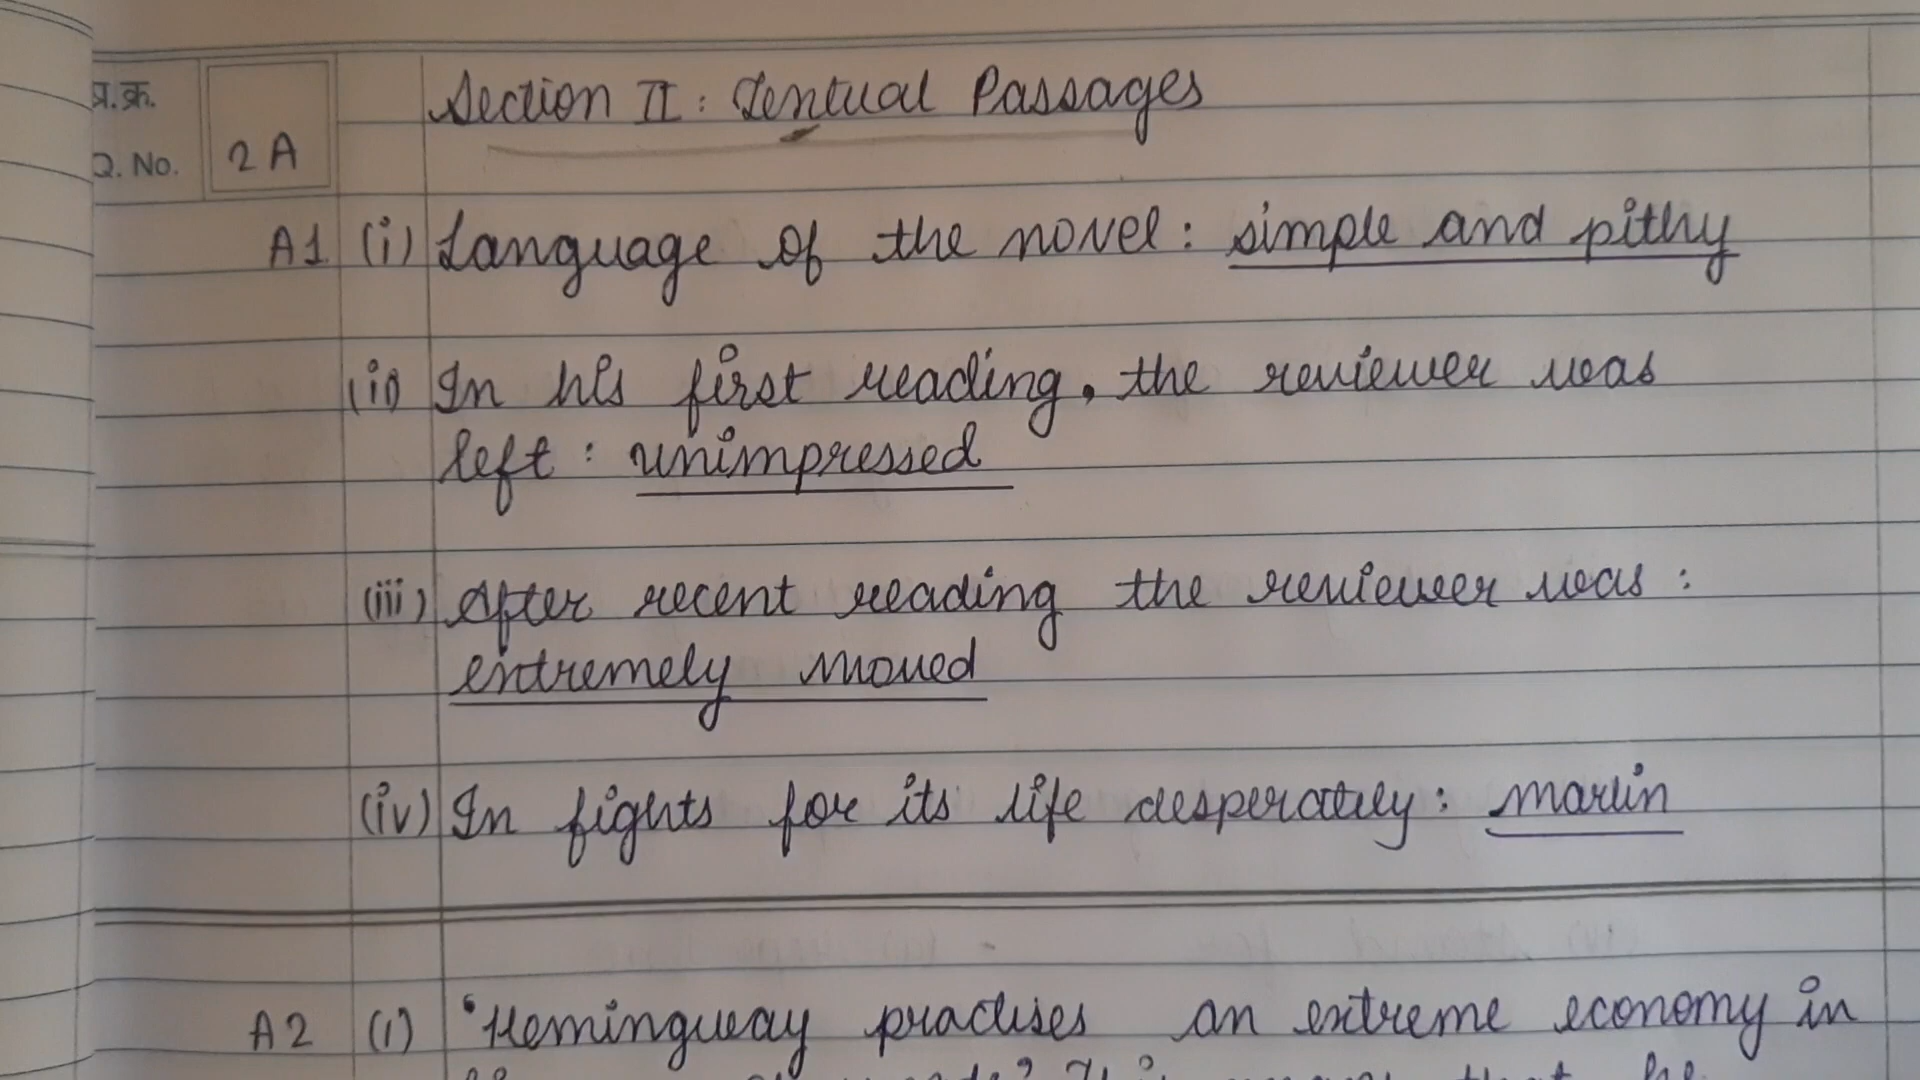 प्र.क्र.
Q. No.
2 A
Section II : Textual Passages
A1 (i) Language of the novel : simple and pithy
(ii) In his first reading, the reviewer was
left : unimpressed
(iii) After recent reading the reviewer was :
extremely moved
(iv) In fights for its life desperately : marlin
A2 (i) 'Hemingway practises an extreme economy in